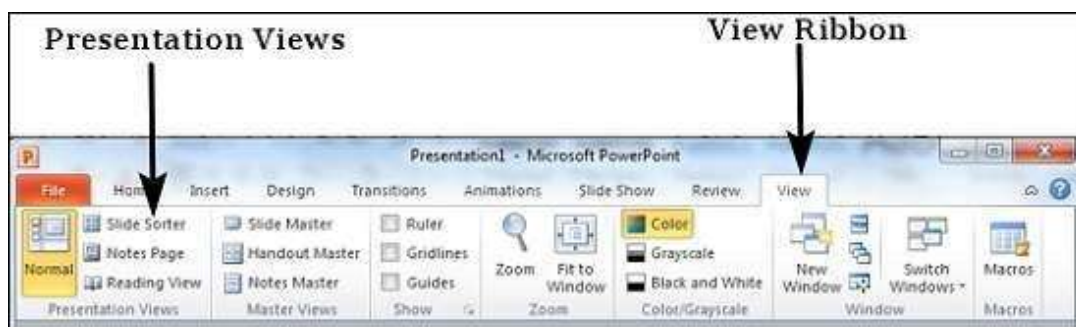 Presentation Views
View Ribbon
P
Presentation1 - Microsoft PowerPoint
File Home Insert Design Transitions Animations Slide Show Review View
Normal
Slide Sorter
Notes Page
Reading View
Presentation Views
Slide Master
Handout Master
Notes Master
Master Views
Ruler
Gridlines
Guides
Show
Zoom
Fit to
Window
Zoom
Color
Grayscale
Black and White
Color/Grayscale
New
Window
Switch
Windows
Window
Macros
Macros